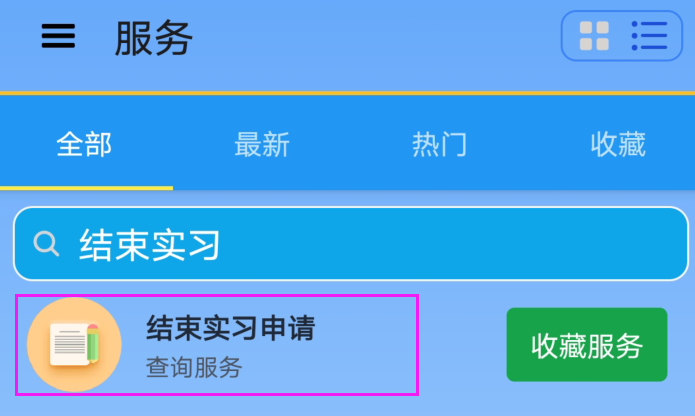 服务
全部 最新 热门 收藏
结束实习
结束实习申请
查询服务
收藏服务